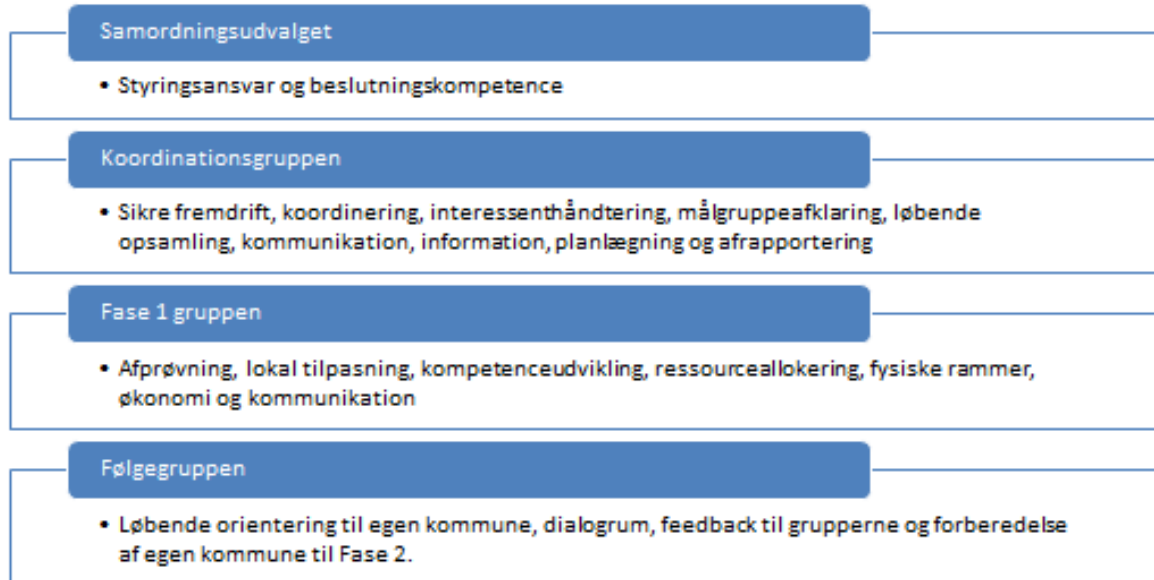 Samordningsudvalget
• Styringsansvar og beslutningskompetence
Koordinationsgruppen
• Sikre fremdrift, koordinering, interessenthåndtering, målgruppeafklaring, løbende
opsamling, kommunikation, information, planlægning og afrapportering
Fase 1 gruppen
• Afprøvning, lokal tilpasning, kompetenceudvikling, ressourceallokering, fysiske rammer,
økonomi og kommunikation
Følgegruppen
• Løbende orientering til egen kommune, dialogrum, feedback til grupperne og forberedelse
af egen kommune til Fase 2.